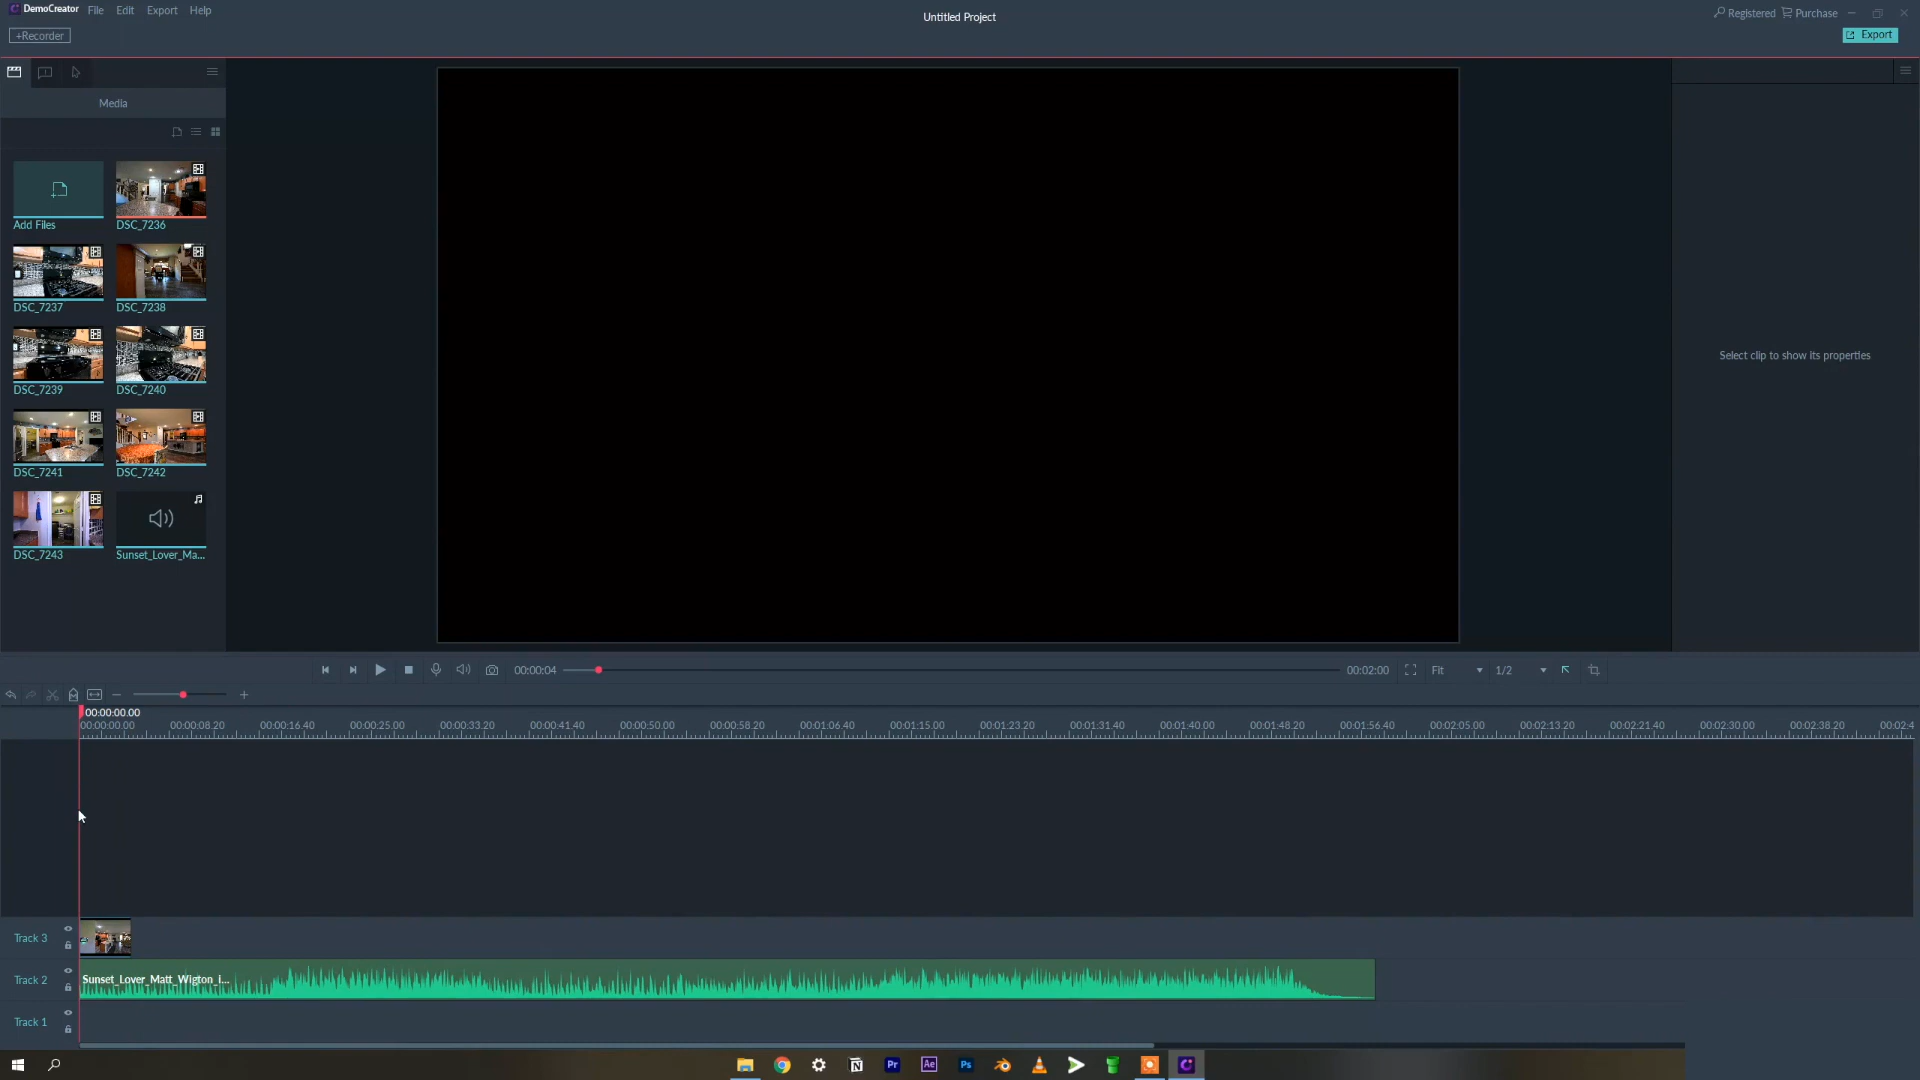 DemoCreator File Edit Export Help
Untitled Project
Registered Purchase
+Recorder
Export
Media
Add Files DSC_7236
DSC_7237 DSC_7238
DSC_7239 DSC_7240
DSC_7241 DSC_7242
DSC_7243 Sunset_Lover_Ma...
Select clip to show its properties
00:00:04 00:02:00 Fit 1/2
00:00:00.00
00:00:00.00 00:00:08.20 00:00:16.40 00:00:25.00 00:00:33.20 00:00:41.40 00:00:50.00 00:00:58.20 00:01:06.40 00:01:15.00 00:01:23.20 00:01:31.40 00:01:40.00 00:01:48.20 00:01:56.40 00:02:05.00 00:02:13.20 00:02:21.40 00:02:30.00 00:02:38.20 00:02:4
Track 3
Track 2 Sunset_Lover_Matt_Wigton_i...
Track 1
N Pr Ae Ps